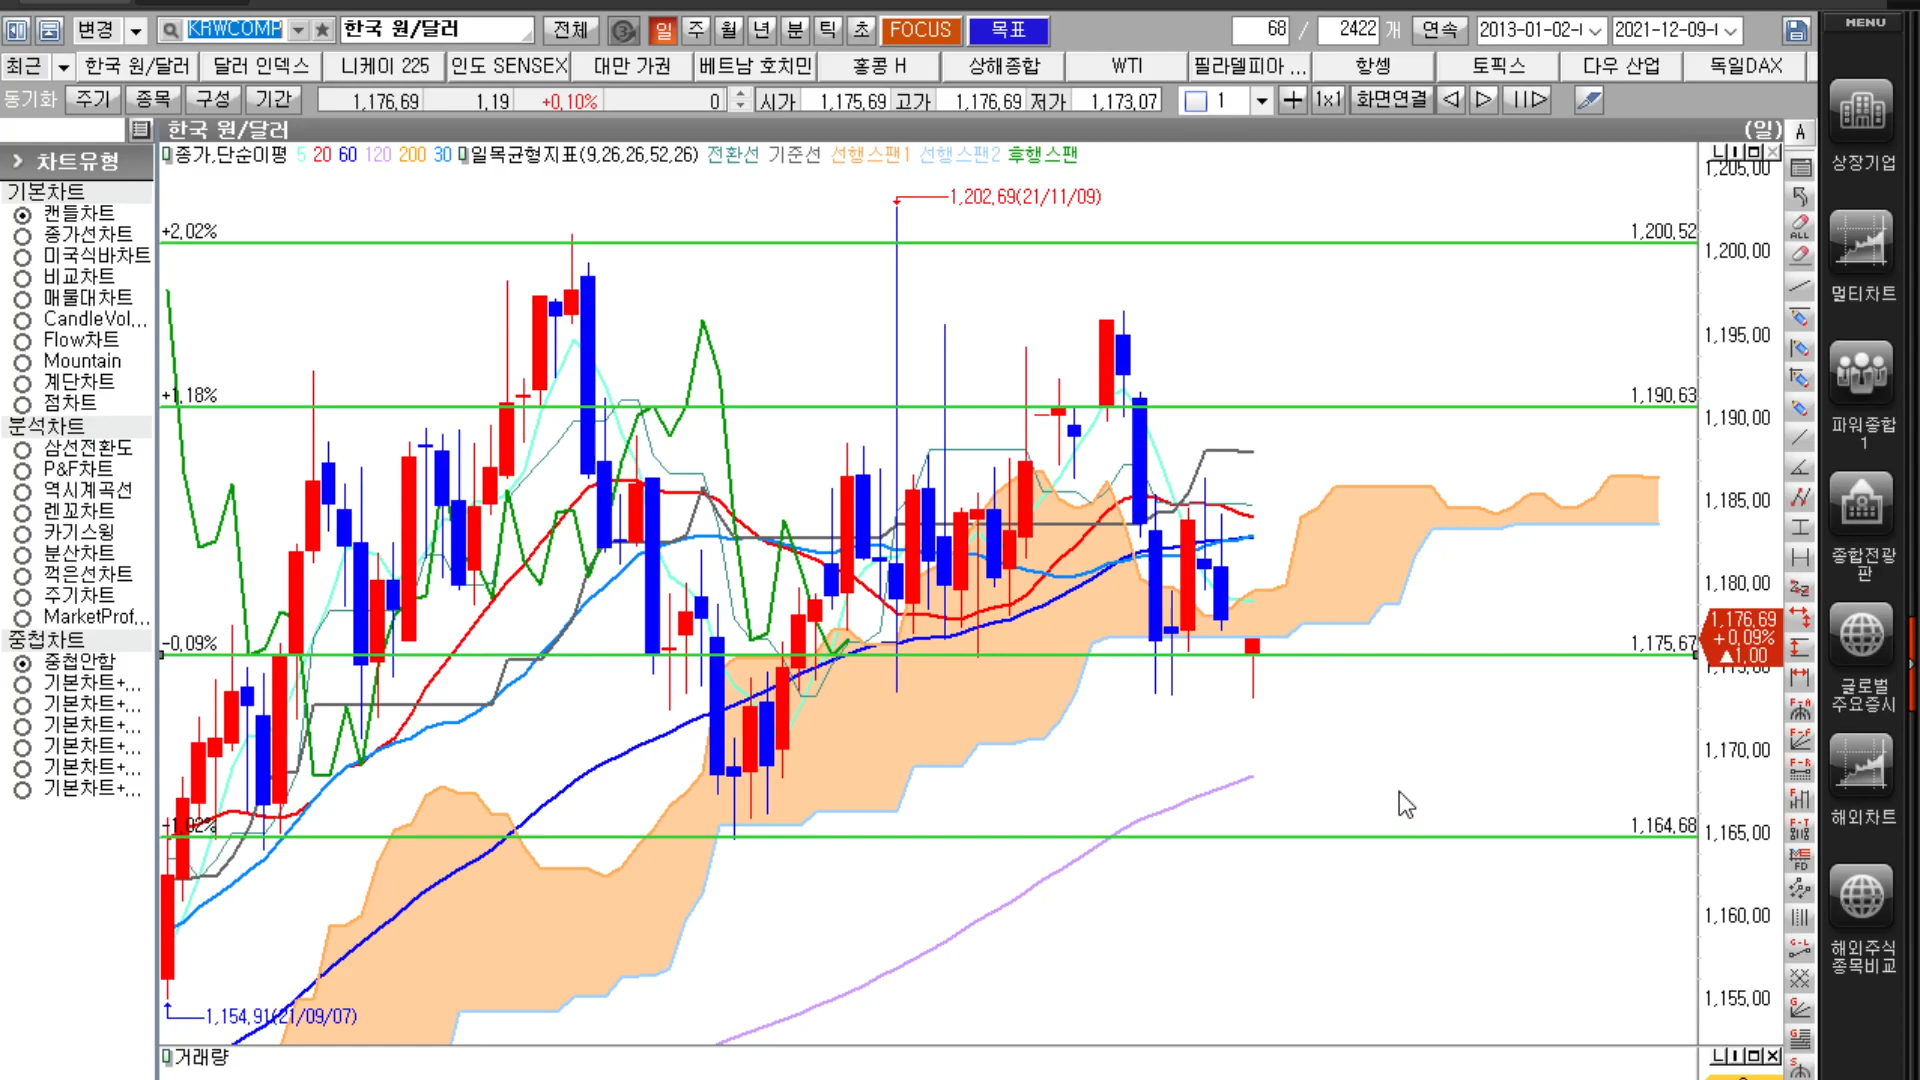 MENU
변경 KRWCOMP 한국 원/달러 전체 일 주 월 년 분 틱 초 FOCUS 목표 68 / 2422 개 연속 2013-01-02- 2021-12-09-
최근 한국 원/달러 달러 인덱스 니케이 225 인도 SENSEX 대만 가권 베트남 호치민 홍콩 H 상해종합 WTI 필라델피아 ... 항셍 토픽스 다우 산업 독일DAX
동기화 주기 종목 구성 기간 1,176,69 1,19 +0,10% 0 시가 1,175,69 고가 1,176,69 저가 1,173,07 1 1x1 화면연결
한국 원/달러 (일) A
종가,단순이평 5 20 60 120 200 30 일목균형지표(9,26,26,52,26) 전환선 기준선 선행스팬1 선행스팬2 후행스팬
차트유형
기본차트
캔들차트
종가선차트
미국식바차트
비교차트
매물대차트
CandleVol,..
Flow차트
Mountain
계단차트
점차트
분석차트
삼선전환도
P&F차트
역시계곡선
렌꼬차트
카기스윙
분산차트
꺽은선차트
주기차트
MarketProf,..
중첩차트
중첩안함
기본차트+,..
기본차트+,..
기본차트+,..
기본차트+,..
기본차트+,..
기본차트+,..
1,202,69(21/11/09)
+2,02%
1,200,52
+1,18%
1,190,63
-0,09%
1,175,67
1,164,68
1,154,91(21/09/07)
1,205,00
1,200,00
1,195,00
1,190,00
1,185,00
1,180,00
1,176,69
+0,09%
▲1,00
1,170,00
1,165,00
1,160,00
1,155,00
거래량
ALL
F-A
F-F
F-R
F-T
FD
G-L
상장기업
멀티차트
파워종합
1
종합전광
판
글로벌
주요증시
해외차트
해외주식
종목비교